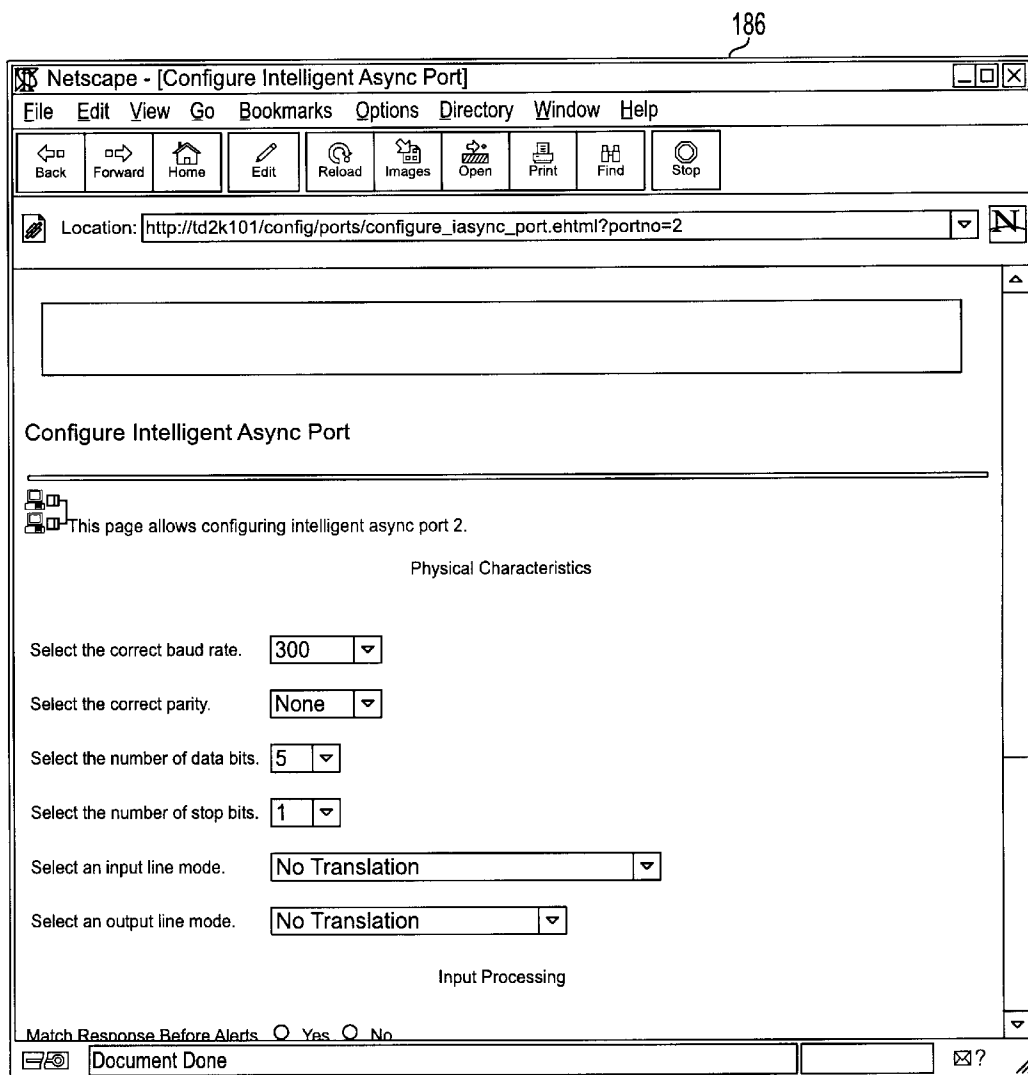 186
Netscape - [Configure Intelligent Async Port]
File Edit View Go Bookmarks Options Directory Window Help
Back Forward Home Edit Reload Images Open Print Find Stop
Location: http://td2k101/config/ports/configure_iasync_port.ehtml?portno=2
N
Configure Intelligent Async Port
This page allows configuring intelligent async port 2.
Physical Characteristics
Select the correct baud rate. 300
Select the correct parity. None
Select the number of data bits. 5
Select the number of stop bits. 1
Select an input line mode. No Translation
Select an output line mode. No Translation
Input Processing
Match Response Before Alerts Yes No
Document Done ?